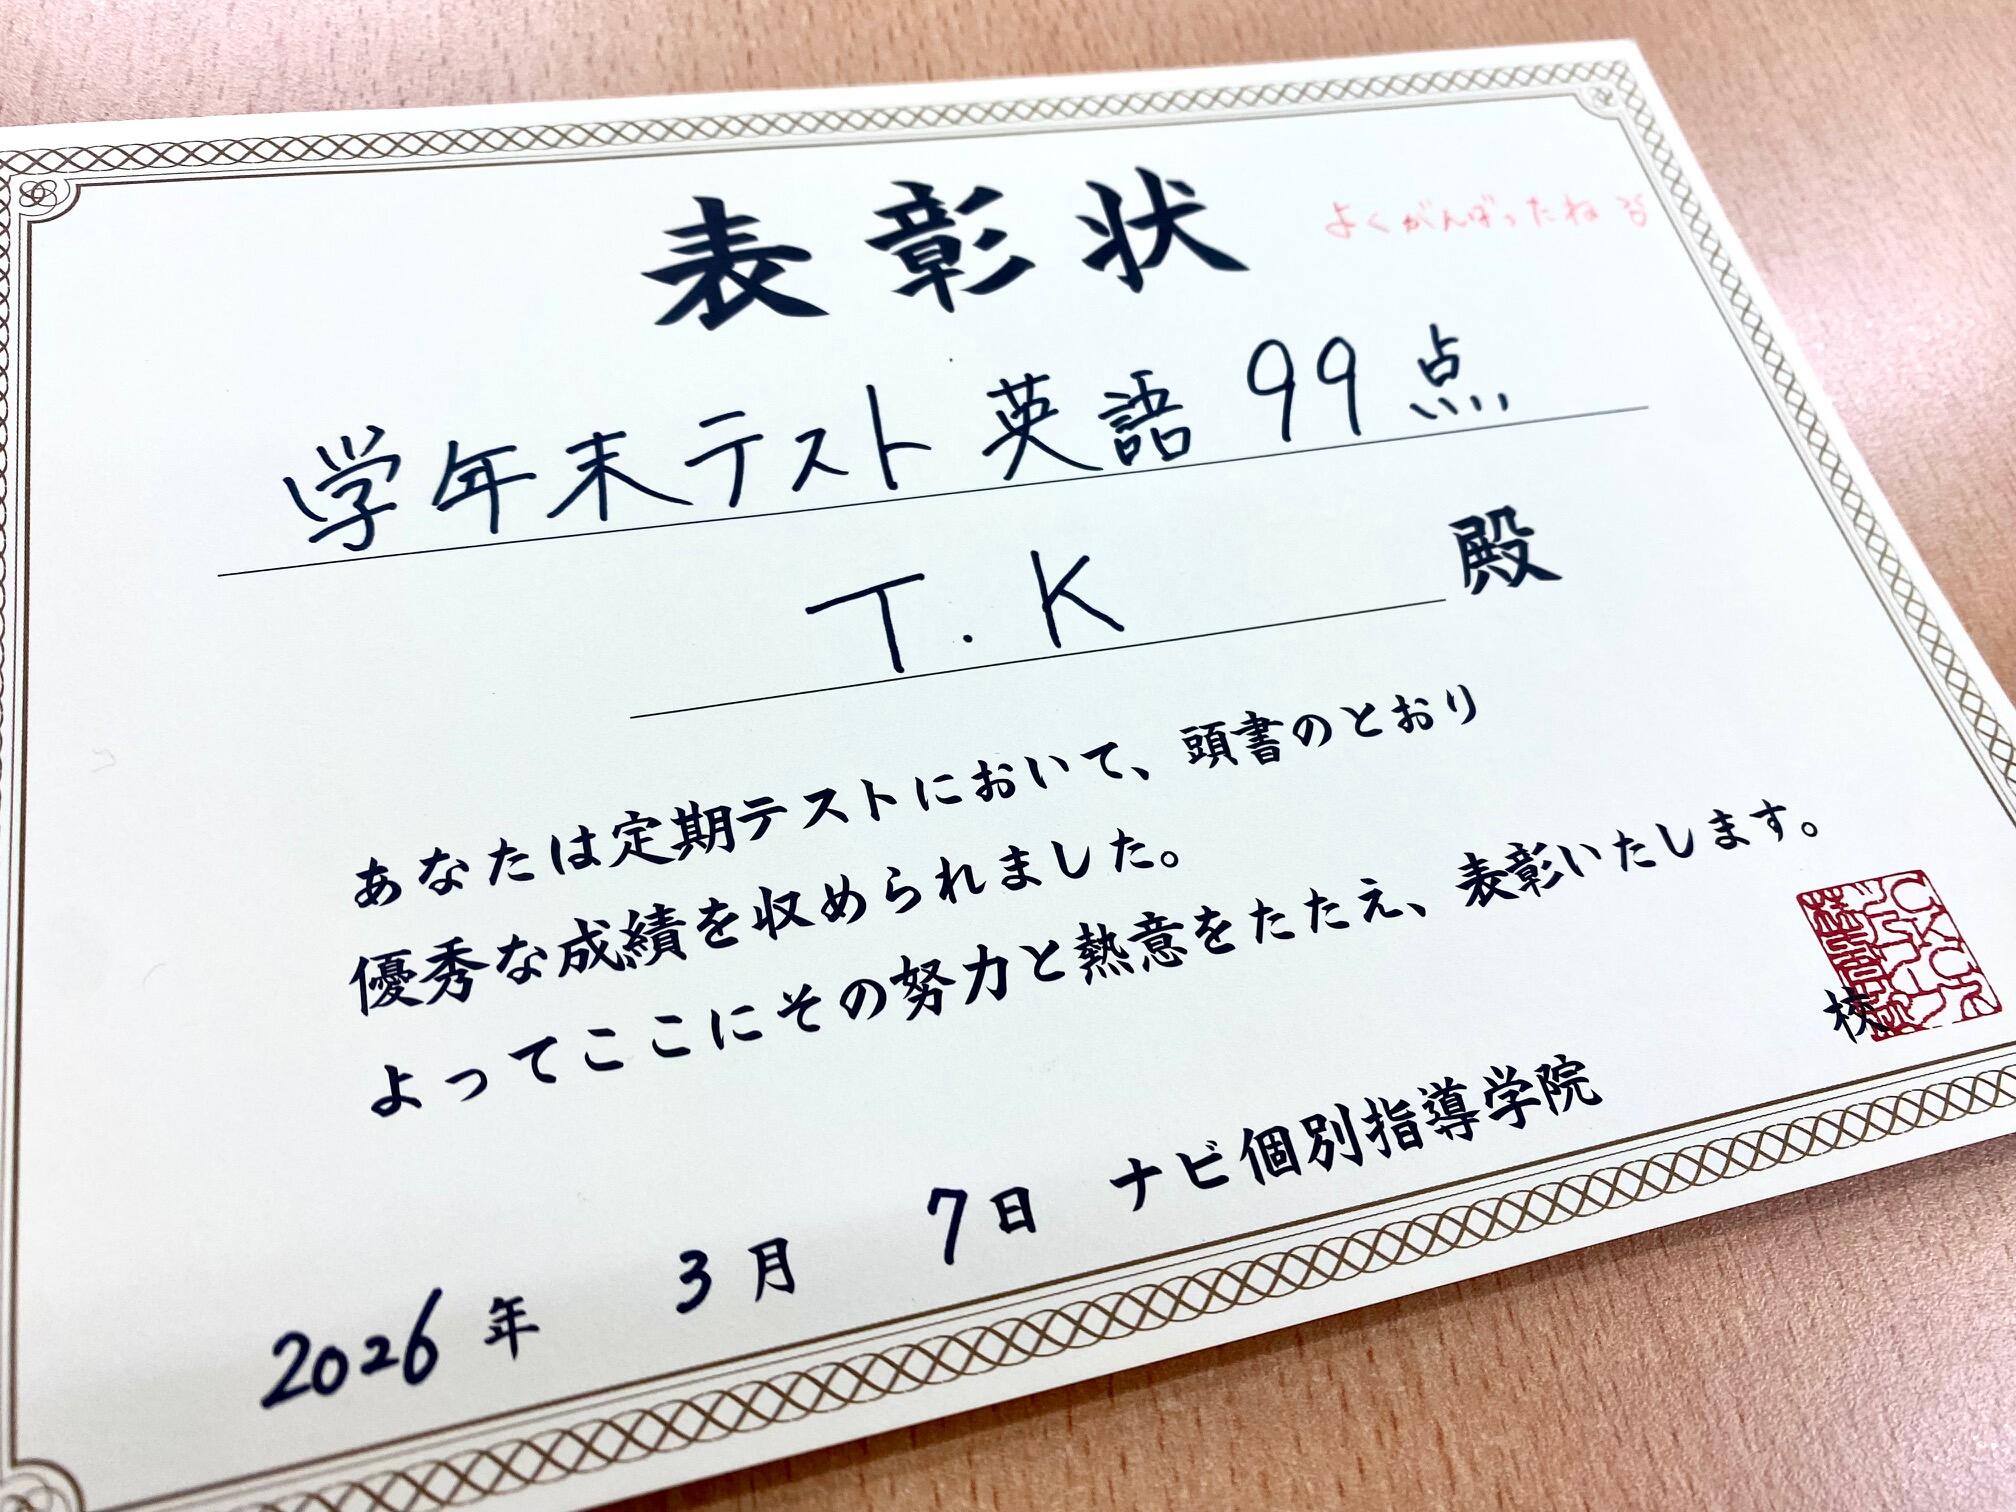 表彰状
よくがんばったね
学年末テスト英語99点
T.K 殿
あなたは定期テストにおいて、頭書のとおり
優秀な成績を収められました。
よってここにその努力と熱意をたたえ、表彰いたします。
2026年 3月 7日 ナビ個別指導学院
校